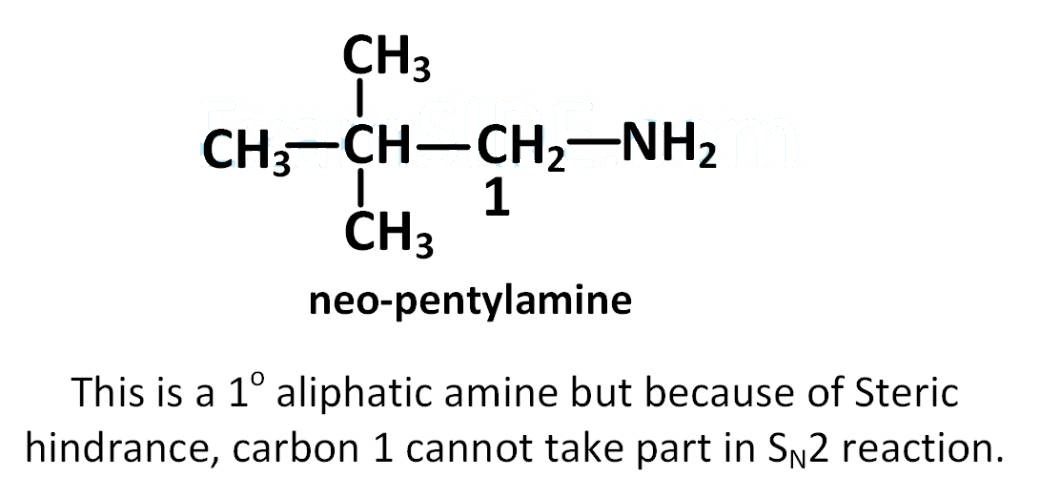 CH₃
CH₃—CH—CH₂—NH₂
1
CH₃
neo-pentylamine
This is a 1° aliphatic amine but because of Steric
hindrance, carbon 1 cannot take part in Sₙ2 reaction.